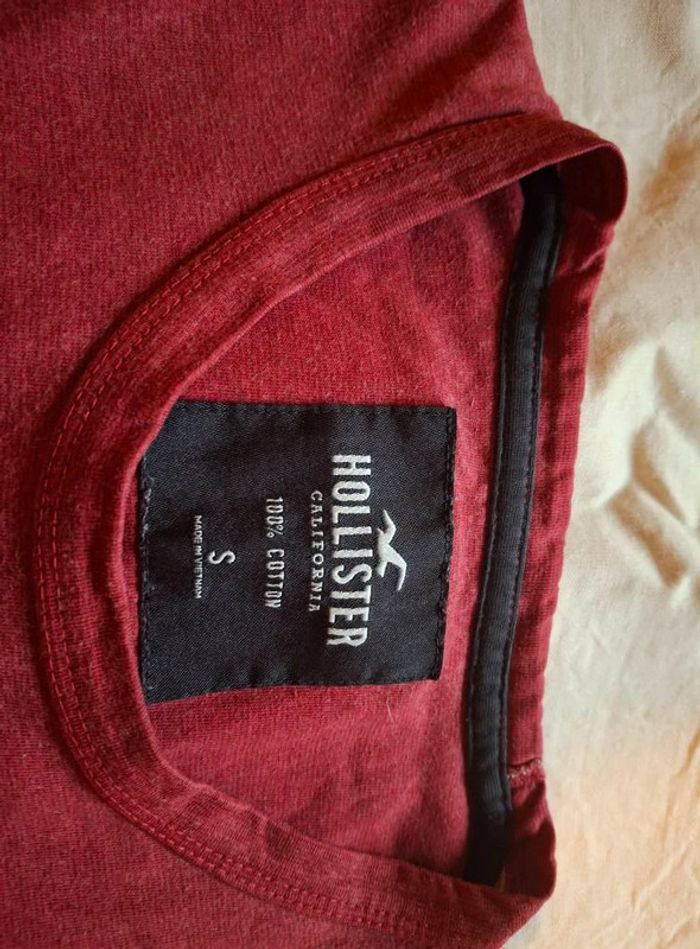 HOLLISTER
CALIFORNIA
100% COTTON
S
MADE IN VIETNAM